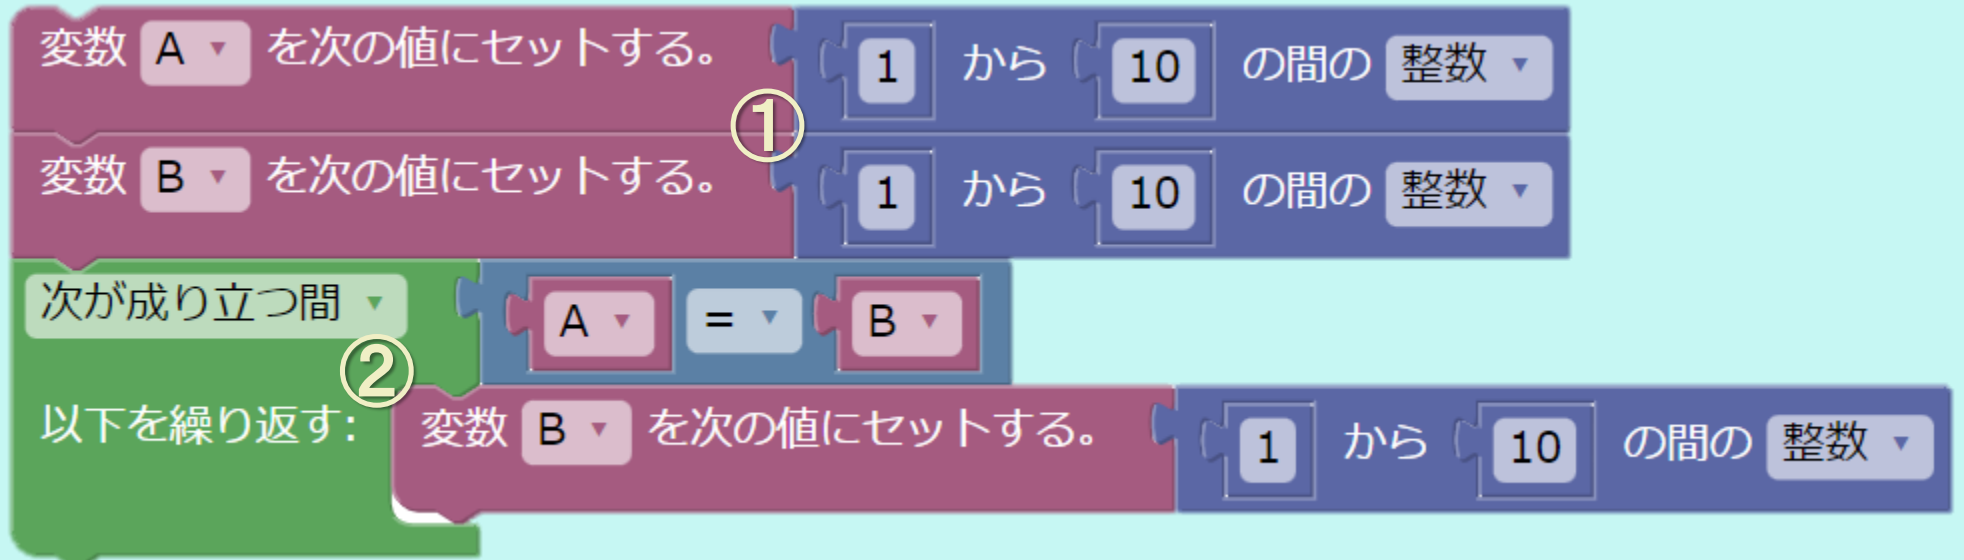 変数 A を次の値にセットする。 1 から 10 の間の 整数
①
変数 B を次の値にセットする。 1 から 10 の間の 整数
次が成り立つ間 A = B
②
以下を繰り返す: 変数 B を次の値にセットする。 1 から 10 の間の 整数